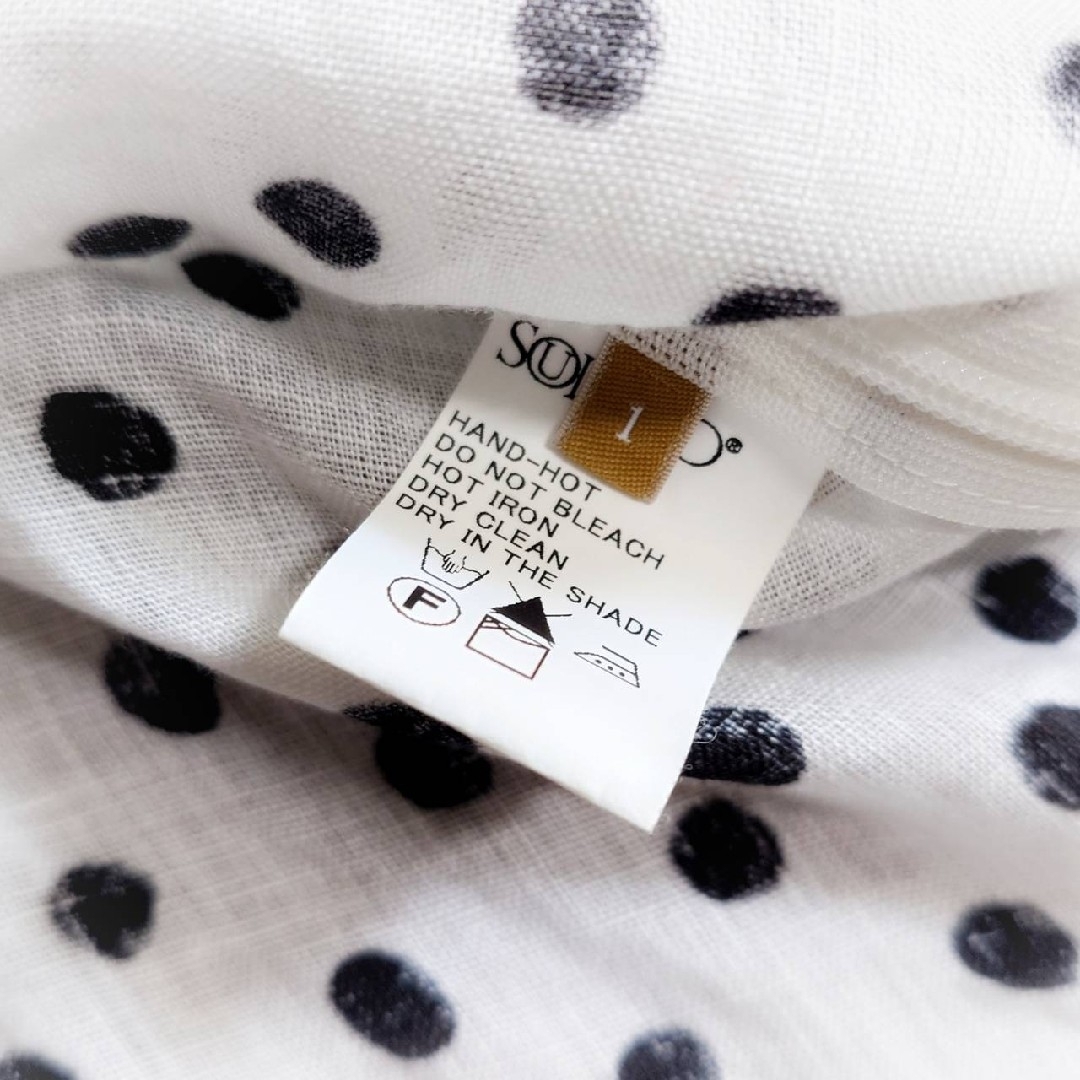 1
HAND-HOT
DO NOT BLEACH
HOT IRON
DRY CLEAN
DRY IN THE SHADE
F